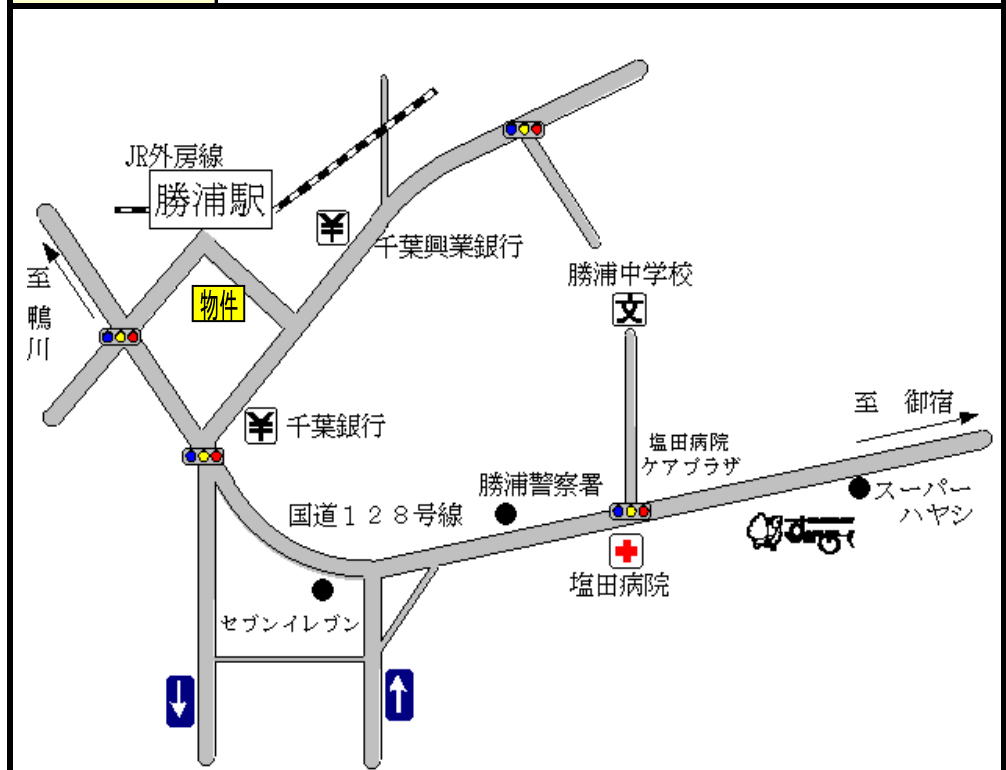 JR外房線
勝浦駅
千葉興業銀行
至
鴨
川
物件
勝浦中学校
文
千葉銀行
至 御宿
塩田病院
ケアプラザ
勝浦警察署
スーパー
ハヤシ
国道１２８号線
塩田病院
セブンイレブン